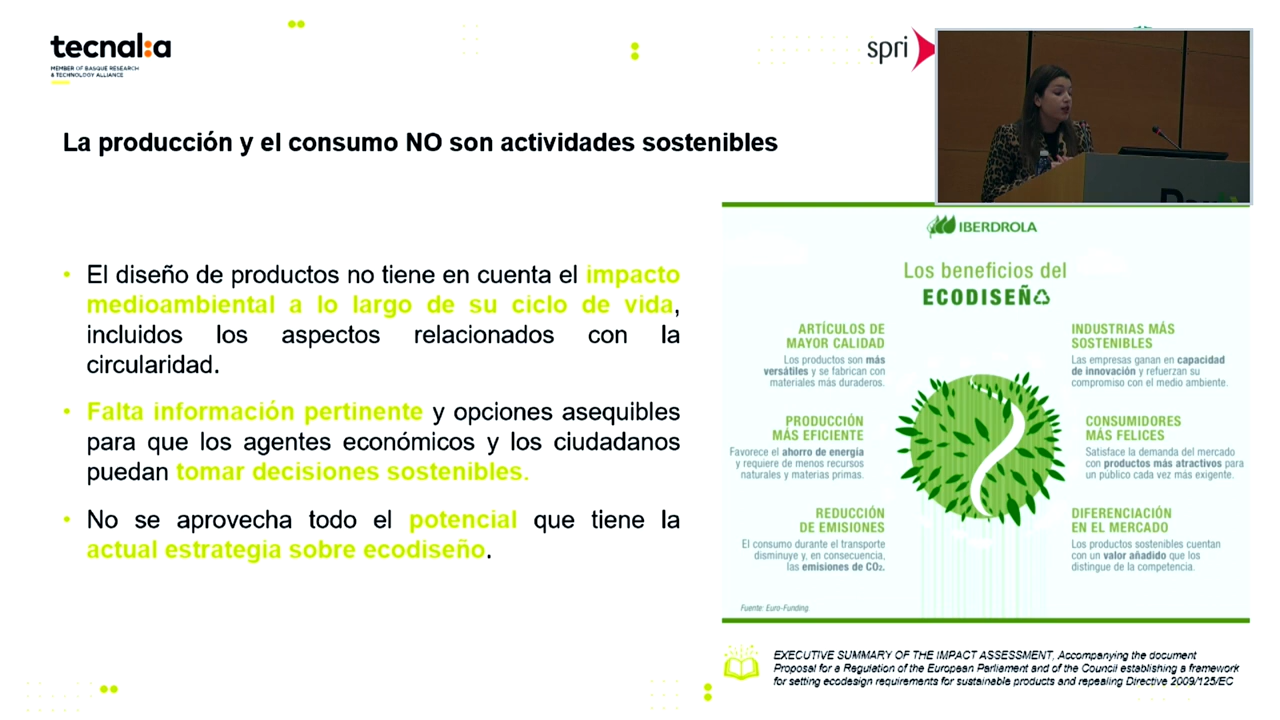 tecnal:a
MEMBER OF BASQUE RESEARCH
& TECHNOLOGY ALLIANCE
spri
La producción y el consumo NO son actividades sostenibles
El diseño de productos no tiene en cuenta el impacto
medioambiental a lo largo de su ciclo de vida,
incluidos los aspectos relacionados con la
circularidad.
Falta información pertinente y opciones asequibles
para que los agentes económicos y los ciudadanos
puedan tomar decisiones sostenibles.
No se aprovecha todo el potencial que tiene la
actual estrategia sobre ecodiseño.
IBERDROLA
Los beneficios del
ECODISEÑO
ARTÍCULOS DE
MAYOR CALIDAD
Los productos son más
versátiles y se fabrican con
materiales más duraderos.
INDUSTRIAS MÁS
SOSTENIBLES
Las empresas ganan en capacidad
de innovación y refuerzan su
compromiso con el medio ambiente.
PRODUCCIÓN
MÁS EFICIENTE
Favorece el ahorro de energía
y requiere de menos recursos
naturales y materias primas.
CONSUMIDORES
MÁS FELICES
Satisface la demanda del mercado
con productos más atractivos para
un público cada vez más exigente.
REDUCCIÓN
DE EMISIONES
El consumo durante el transporte
disminuye y, en consecuencia,
las emisiones de CO₂.
DIFERENCIACIÓN
EN EL MERCADO
Los productos sostenibles cuentan
con un valor añadido que los
distingue de la competencia.
Fuente: Euro-Funding
EXECUTIVE SUMMARY OF THE IMPACT ASSESSMENT, Accompanying the document
Proposal for a Regulation of the European Parliament and of the Council establishing a framework
for setting ecodesign requirements for sustainable products and repealing Directive 2009/125/EC